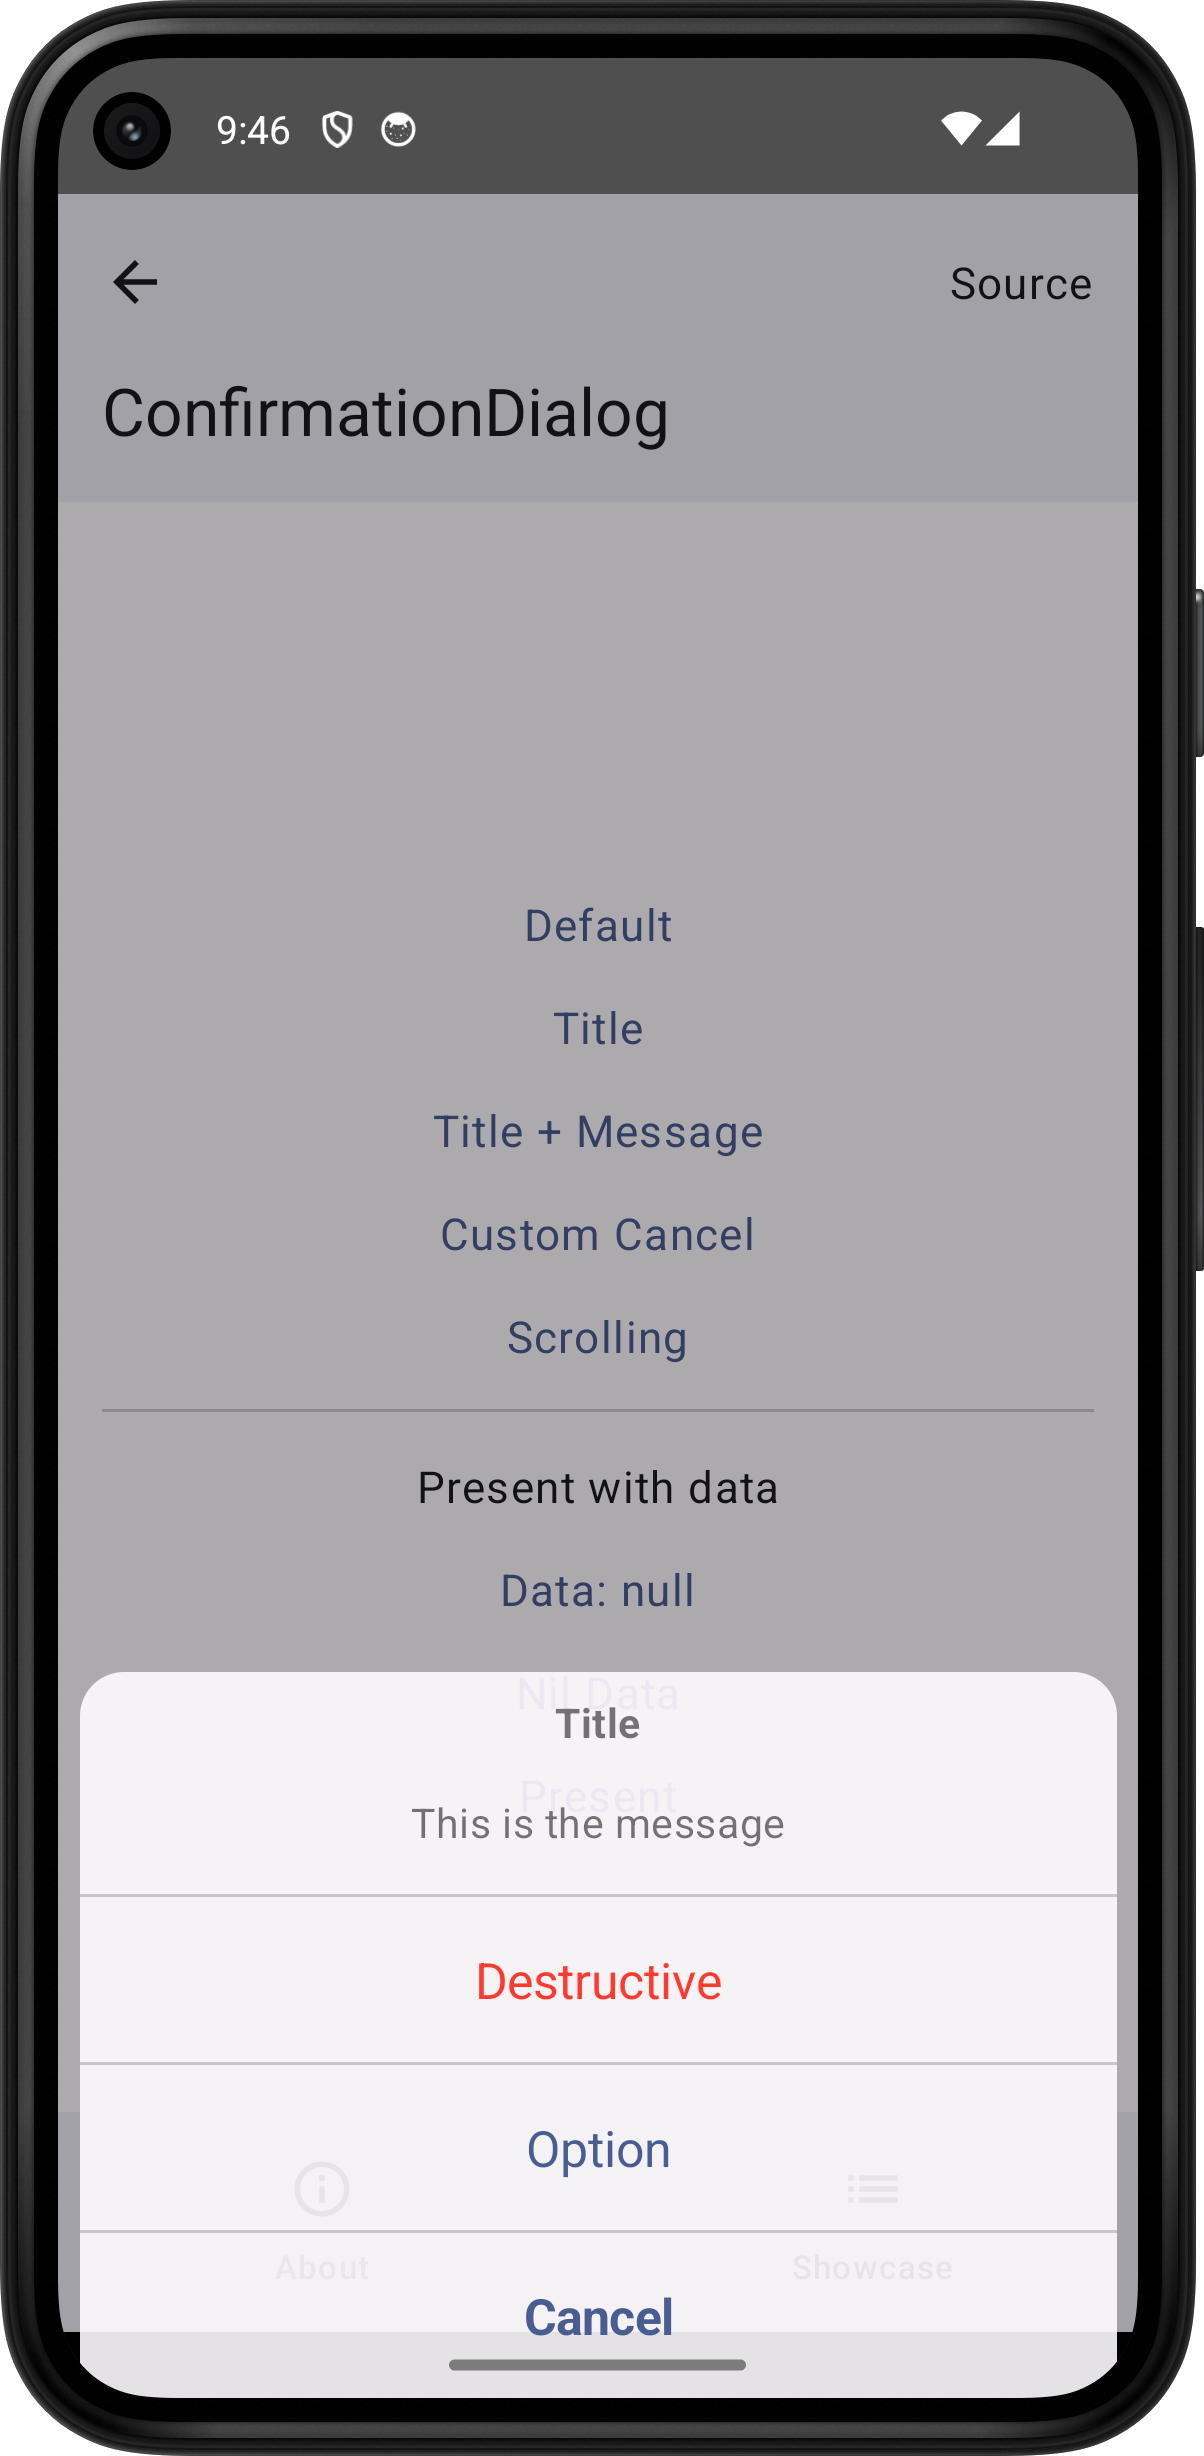 9:46
Source
ConfirmationDialog
Default
Title
Title + Message
Custom Cancel
Scrolling
Present with data
Data: null
Nil Data
Title
Present
This is the message
Destructive
Option
About
Showcase
Cancel